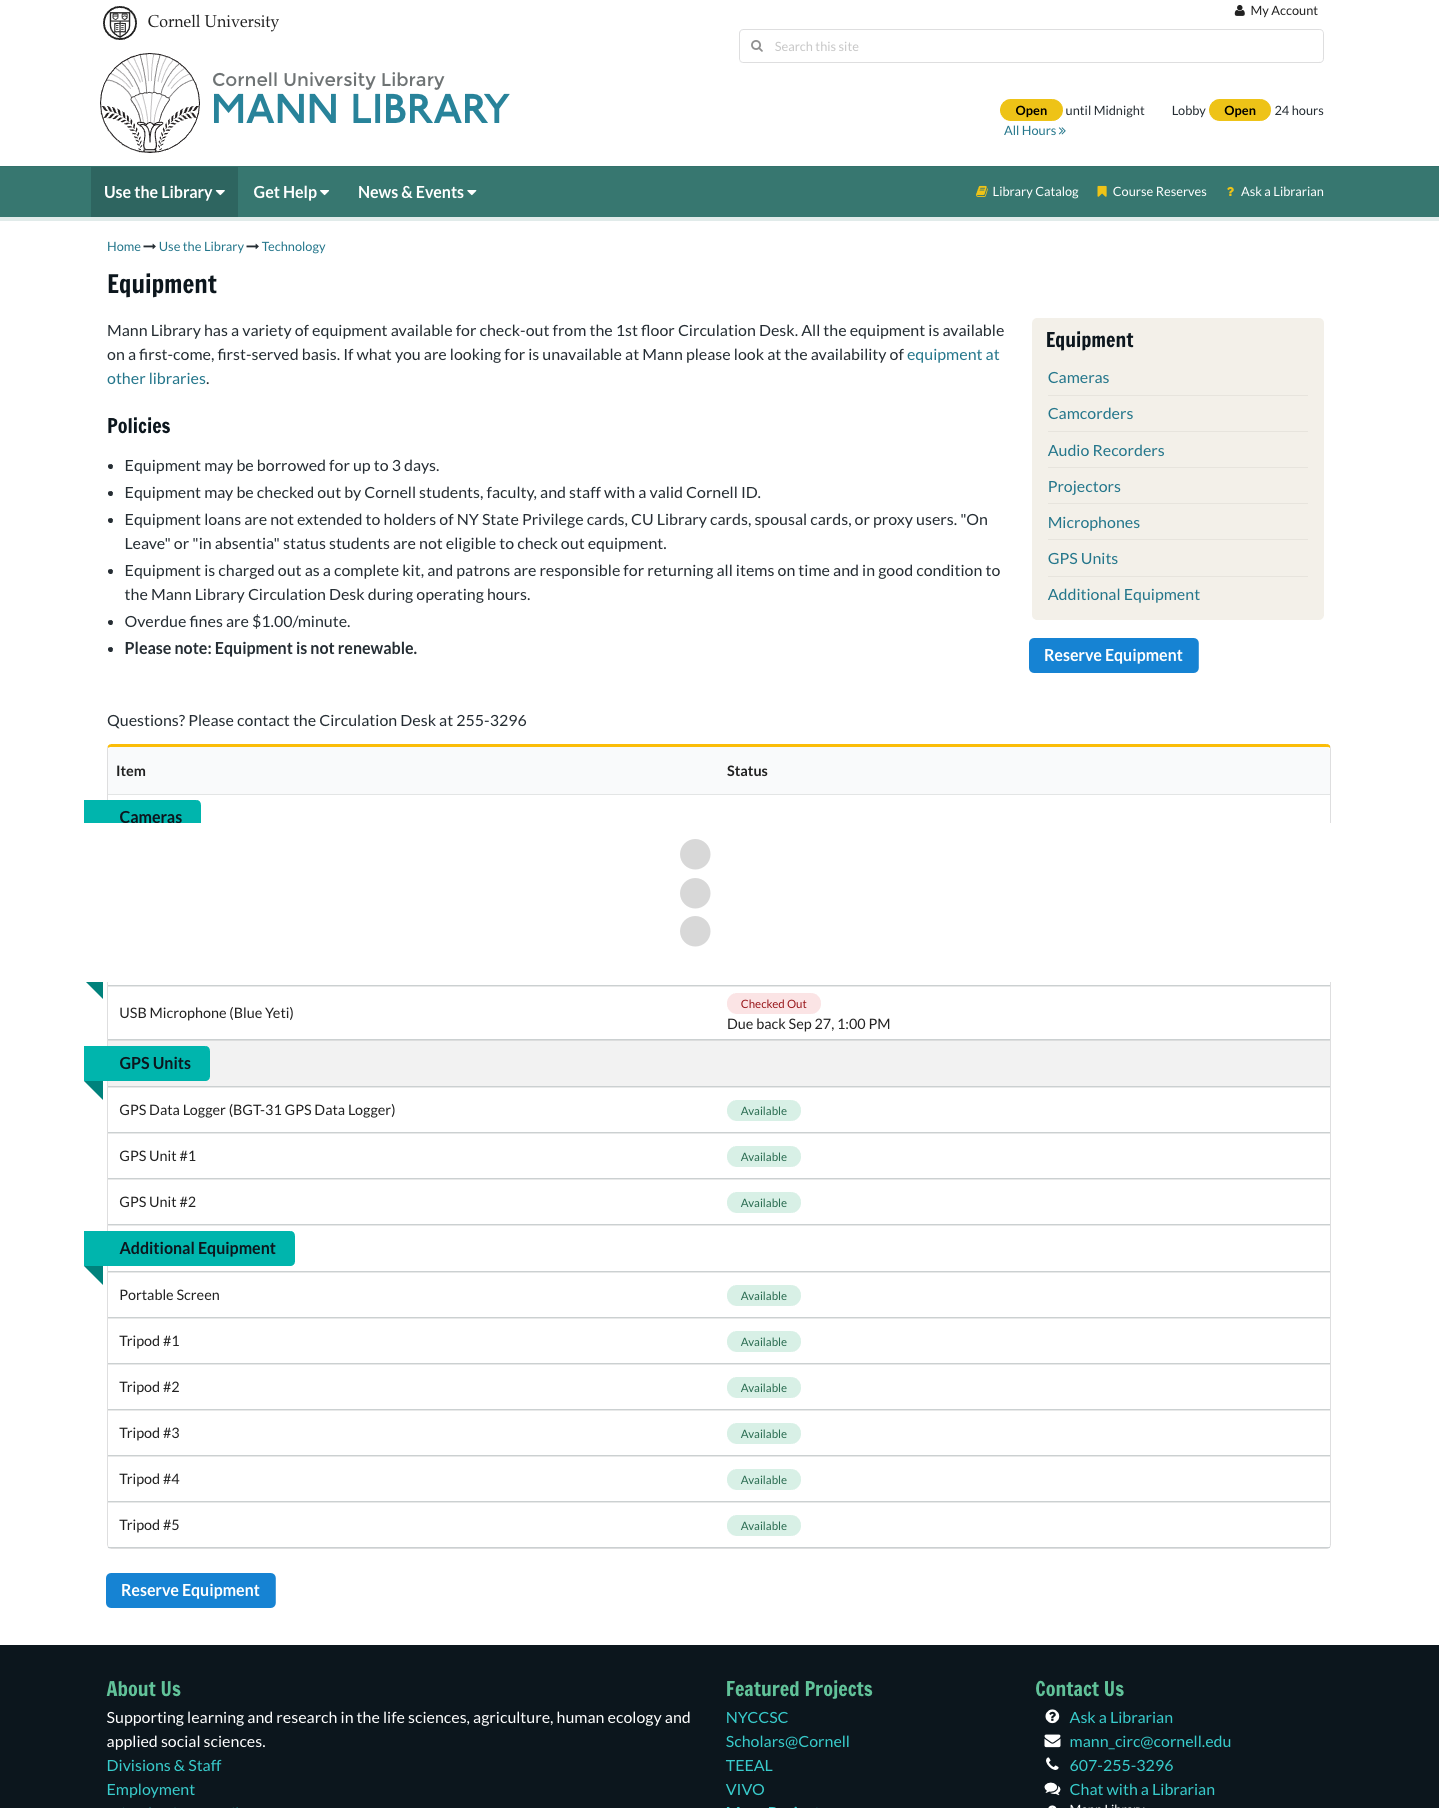 Cornell University
My Account
Search this site
Cornell University Library
MANN LIBRARY
Open until Midnight Lobby Open 24 hours
All Hours »
Use the Library Get Help News & Events Library Catalog Course Reserves Ask a Librarian
Home Use the Library Technology
Equipment
Mann Library has a variety of equipment available for check-out from the 1st floor Circulation Desk. All the equipment is available
on a first-come, first-served basis. If what you are looking for is unavailable at Mann please look at the availability of equipment at
other libraries.
Policies
• Equipment may be borrowed for up to 3 days.
• Equipment may be checked out by Cornell students, faculty, and staff with a valid Cornell ID.
• Equipment loans are not extended to holders of NY State Privilege cards, CU Library cards, spousal cards, or proxy users. "On
Leave" or "in absentia" status students are not eligible to check out equipment.
• Equipment is charged out as a complete kit, and patrons are responsible for returning all items on time and in good condition to
the Mann Library Circulation Desk during operating hours.
• Overdue fines are $1.00/minute.
• Please note: Equipment is not renewable.
Equipment
Cameras
Camcorders
Audio Recorders
Projectors
Microphones
GPS Units
Additional Equipment
Reserve Equipment
Questions? Please contact the Circulation Desk at 255-3296
Item Status
Cameras
USB Microphone (Blue Yeti) Checked Out
Due back Sep 27, 1:00 PM
GPS Units
GPS Data Logger (BGT-31 GPS Data Logger) Available
GPS Unit #1 Available
GPS Unit #2 Available
Additional Equipment
Portable Screen Available
Tripod #1 Available
Tripod #2 Available
Tripod #3 Available
Tripod #4 Available
Tripod #5 Available
Reserve Equipment
About Us
Supporting learning and research in the life sciences, agriculture, human ecology and
applied social sciences.
Divisions & Staff
Employment
Featured Projects
NYCCSC
Scholars@Cornell
TEEAL
VIVO
Contact Us
Ask a Librarian
mann_circ@cornell.edu
607-255-3296
Chat with a Librarian